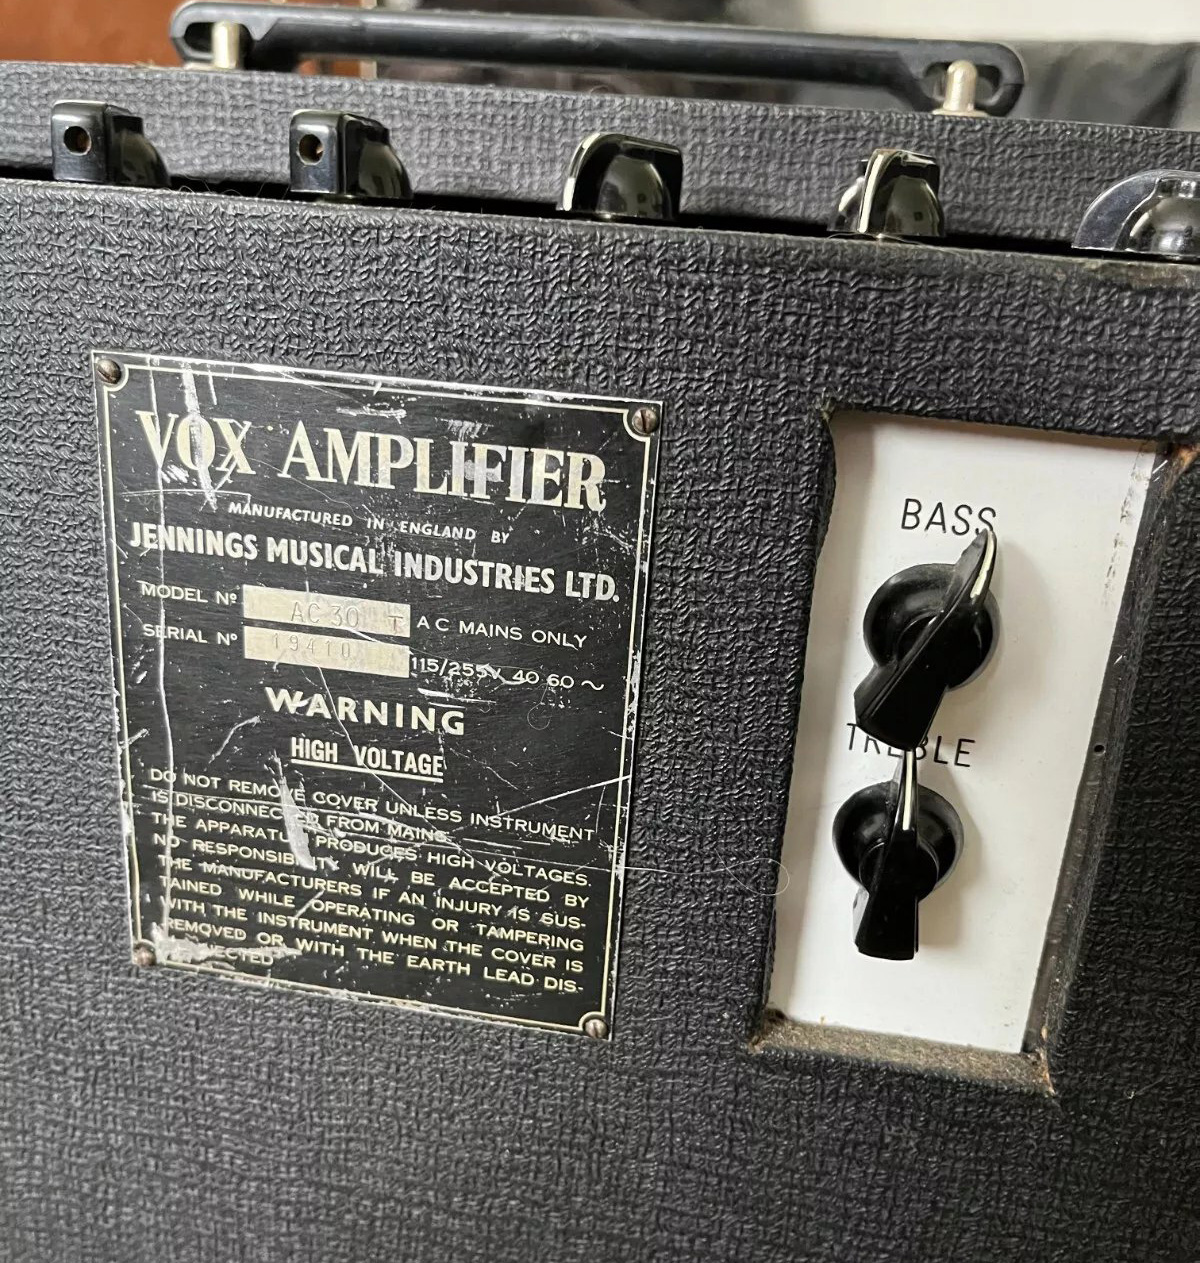 VOX AMPLIFIER
MANUFACTURED IN ENGLAND BY
JENNINGS MUSICAL INDUSTRIES LTD.
MODEL Nº AC 30 T A C MAINS ONLY
SERIAL Nº 19410 115/255V 40 60 ~
WARNING
HIGH VOLTAGE
DO NOT REMOVE COVER UNLESS INSTRUMENT
IS DISCONNECTED FROM MAINS
THE APPARATUS PRODUCES HIGH VOLTAGES.
NO RESPONSIBILITY WILL BE ACCEPTED BY
THE MANUFACTURERS IF AN INJURY IS SUS-
TAINED WHILE OPERATING OR TAMPERING
WITH THE INSTRUMENT WHEN THE COVER IS
REMOVED OR WITH THE EARTH LEAD DIS-
BASS
TREBLE